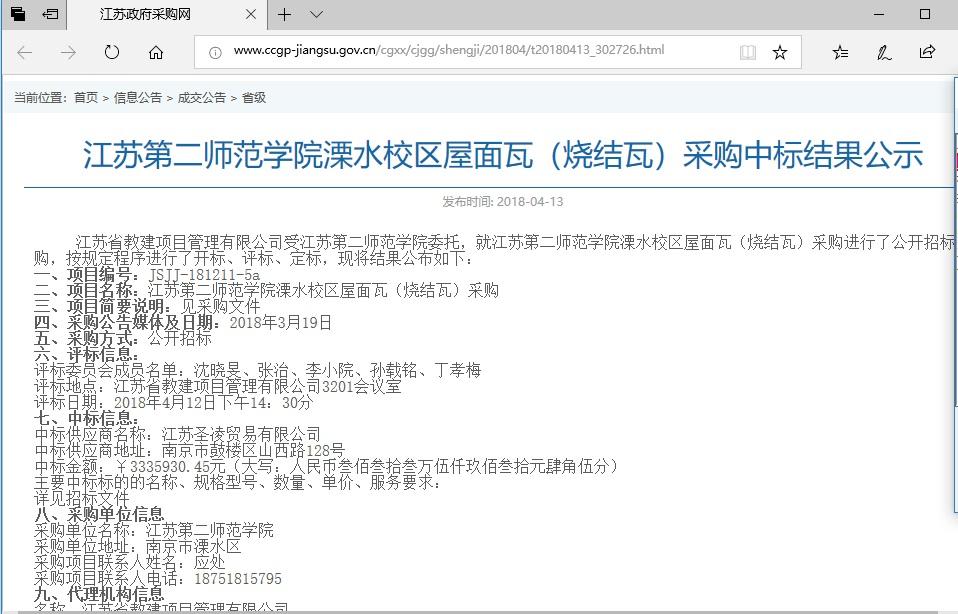 江苏政府采购网
www.ccgp-jiangsu.gov.cn/cgxx/cjgg/shengji/201804/t20180413_302726.html
当前位置：首页 > 信息公告 > 成交公告 > 省级
江苏第二师范学院溧水校区屋面瓦（烧结瓦）采购中标结果公示
发布时间: 2018-04-13
江苏省教建项目管理有限公司受江苏第二师范学院委托，就江苏第二师范学院溧水校区屋面瓦（烧结瓦）采购进行了公开招标
购，按规定程序进行了开标、评标、定标，现将结果公布如下：
一、项目编号：JSJJ-181211-5a
二、项目名称：江苏第二师范学院溧水校区屋面瓦（烧结瓦）采购
三、项目简要说明：见采购文件
四、采购公告媒体及日期：2018年3月19日
五、采购方式：公开招标
六、评标信息：
评标委员会成员名单：沈晓旻、张治、李小院、孙载铭、丁孝梅
评标地点：江苏省教建项目管理有限公司3201会议室
评标日期：2018年4月12日下午14：30分
七、中标信息：
中标供应商名称：江苏圣凌贸易有限公司
中标供应商地址：南京市鼓楼区山西路128号
中标金额：￥3335930.45元（大写：人民币叁佰叁拾叁万伍仟玖佰叁拾元肆角伍分）
主要中标标的的名称、规格型号、数量、单价、服务要求：
详见招标文件
八、采购单位信息
采购单位名称：江苏第二师范学院
采购单位地址：南京市溧水区
采购项目联系人姓名：应处
采购项目联系人电话：18751815795
九、代理机构信息
名称：江苏省教建项目管理有限公司